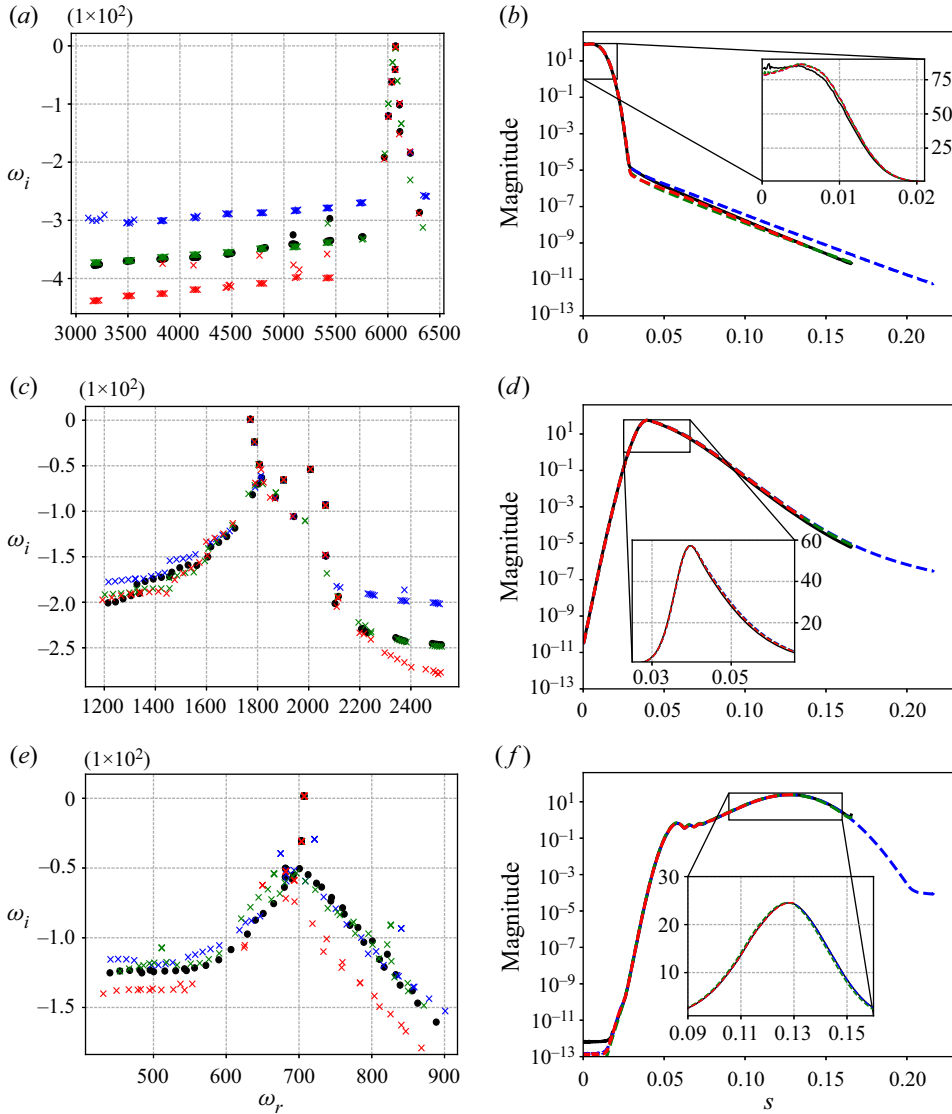 (a) (1×10²) (b)
0
−1
−2
−3
−4
ω_i
3000 3500 4000 4500 5000 5500 6000 6500
Magnitude
10¹
10⁻¹
10⁻³
10⁻⁵
10⁻⁷
10⁻⁹
10⁻¹¹
10⁻¹³
0 0.05 0.10 0.15 0.20
75
50
25
0 0.01 0.02
(c) (1×10²) (d)
0
−0.5
−1.0
−1.5
−2.0
−2.5
ω_i
1200 1400 1600 1800 2000 2200 2400
Magnitude
10¹
10⁻¹
10⁻³
10⁻⁵
10⁻⁷
10⁻⁹
10⁻¹¹
10⁻¹³
0 0.05 0.10 0.15 0.20
60
40
20
0.03 0.05
(e) (1×10²) (f)
0
−0.5
−1.0
−1.5
ω_i
500 600 700 800 900
ω_r
Magnitude
10¹
10⁻¹
10⁻³
10⁻⁵
10⁻⁷
10⁻⁹
10⁻¹¹
10⁻¹³
0 0.05 0.10 0.15 0.20
s
30
20
10
0.09 0.11 0.13 0.15